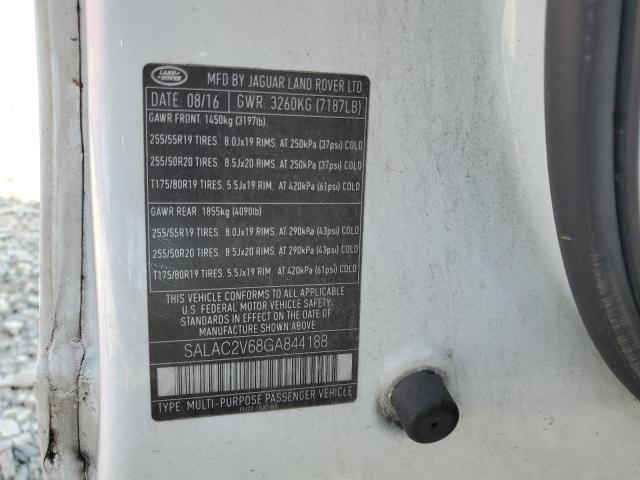 LAND ROVER
MFD BY JAGUAR LAND ROVER LTD
DATE: 08/16 GWR. 3260KG (7187LB)
GAWR FRONT: 1450kg (3197lb)
255/55R19 TIRES. 8.0Jx19 RIMS. AT 250kPa (37psi) COLD
255/50R20 TIRES. 8.5Jx20 RIMS. AT 250kPa (37psi) COLD
T175/80R19 TIRES. 5.5Jx19 RIM. AT 420kPa (61psi) COLD
GAWR REAR: 1855kg (4090lb)
255/55R19 TIRES. 8.0Jx19 RIMS. AT 290kPa (43psi) COLD
255/50R20 TIRES. 8.5Jx20 RIMS. AT 290kPa (43psi) COLD
T175/80R19 TIRES. 5.5Jx19 RIM. AT 420kPa (61psi) COLD
THIS VEHICLE CONFORMS TO ALL APPLICABLE
U.S. FEDERAL MOTOR VEHICLE SAFETY,
STANDARDS IN EFFECT ON THE DATE OF
MANUFACTURE SHOWN ABOVE
SALAC2V68GA844188
TYPE: MULTI-PURPOSE PASSENGER VEHICLE